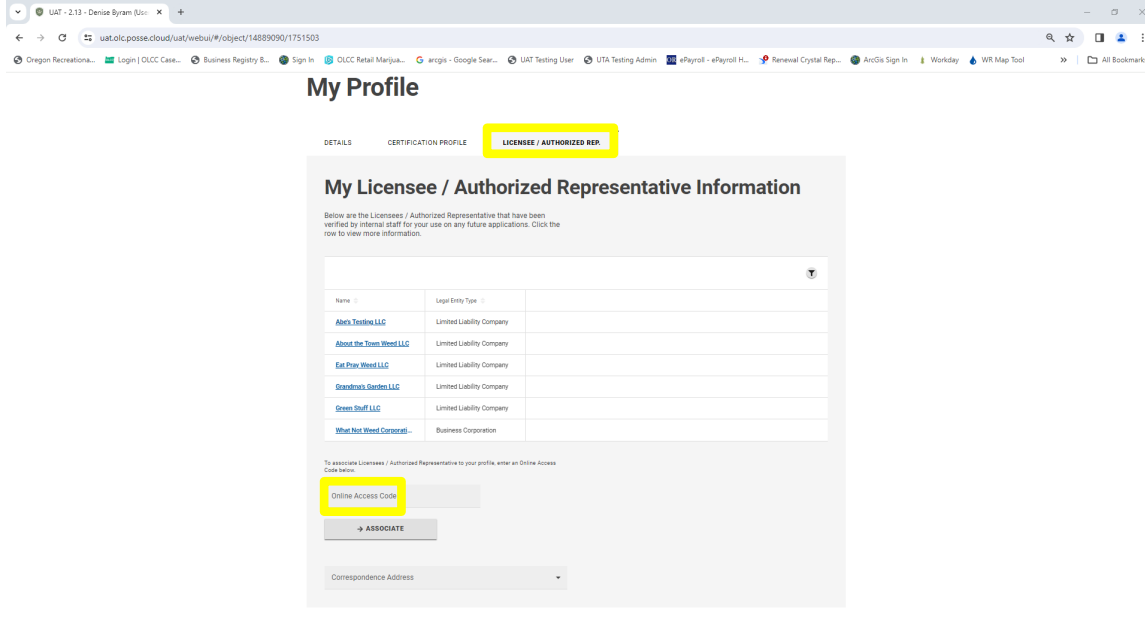 UAT - 2.13 - Denise Byram (Use
uat.olc.posse.cloud/uat/webui/#/object/14889090/1751503
Oregon Recreationa... Login | OLCC Case... Business Registry B... Sign In OLCC Retail Marijua... arcgis - Google Sear... UAT Testing User UTA Testing Admin ePayroll - ePayroll H... Renewal Crystal Rep... ArcGis Sign In Workday WR Map Tool » All Bookmark
My Profile
DETAILS CERTIFICATION PROFILE LICENSEE / AUTHORIZED REP.
My Licensee / Authorized Representative Information
Below are the Licensees / Authorized Representative that have been
verified by internal staff for your use on any future applications. Click the
row to view more information.
Name Legal Entity Type
Abe's Testing LLC Limited Liability Company
About the Town Weed LLC Limited Liability Company
Eat Pray Weed LLC Limited Liability Company
Grandma's Garden LLC Limited Liability Company
Green Stuff LLC Limited Liability Company
What Not Weed Corporati... Business Corporation
To associate Licensees / Authorized Representative to your profile, enter an Online Access
Code below.
Online Access Code
→ ASSOCIATE
Correspondence Address